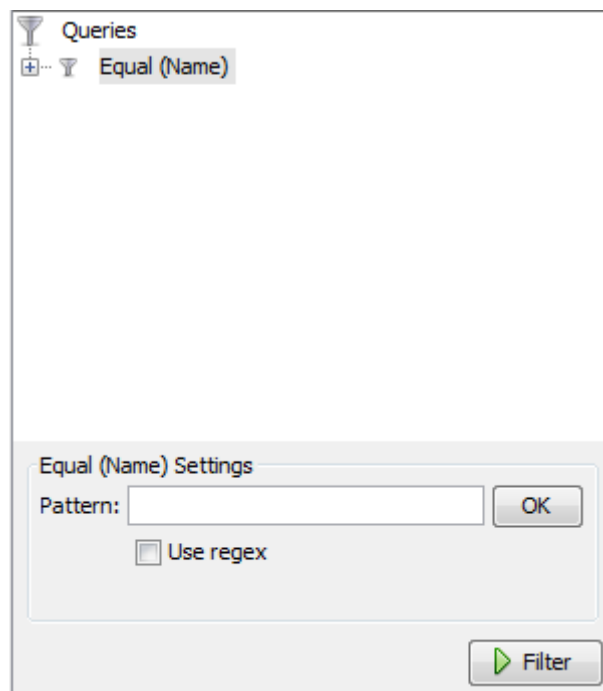 Queries
Equal (Name)
Equal (Name) Settings
Pattern: OK
Use regex
Filter